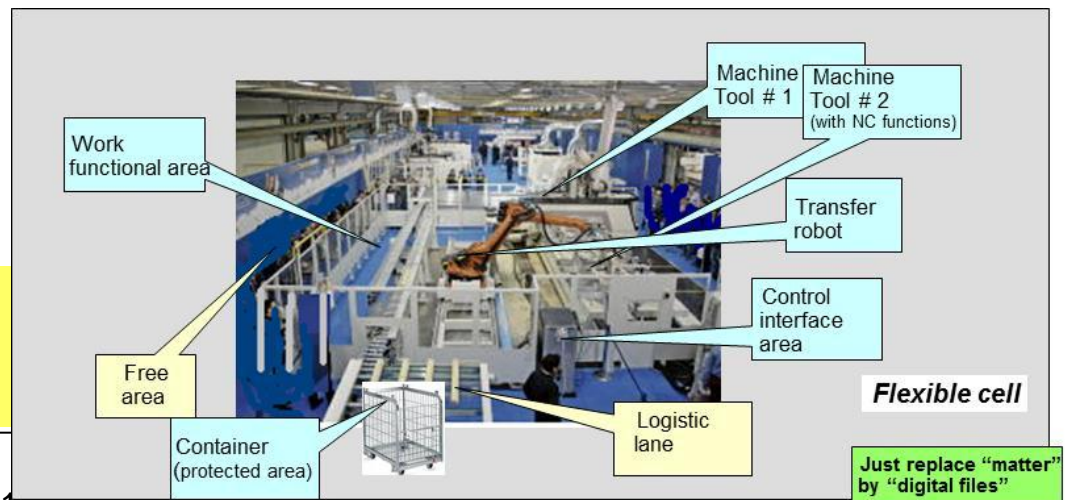 Machine
Tool # 1
Machine
Tool # 2
(with NC functions)
Work
functional area
Transfer
robot
Control
interface
area
Free
area
Flexible cell
Logistic
lane
Container
(protected area)
Just replace “matter”
by “digital files”